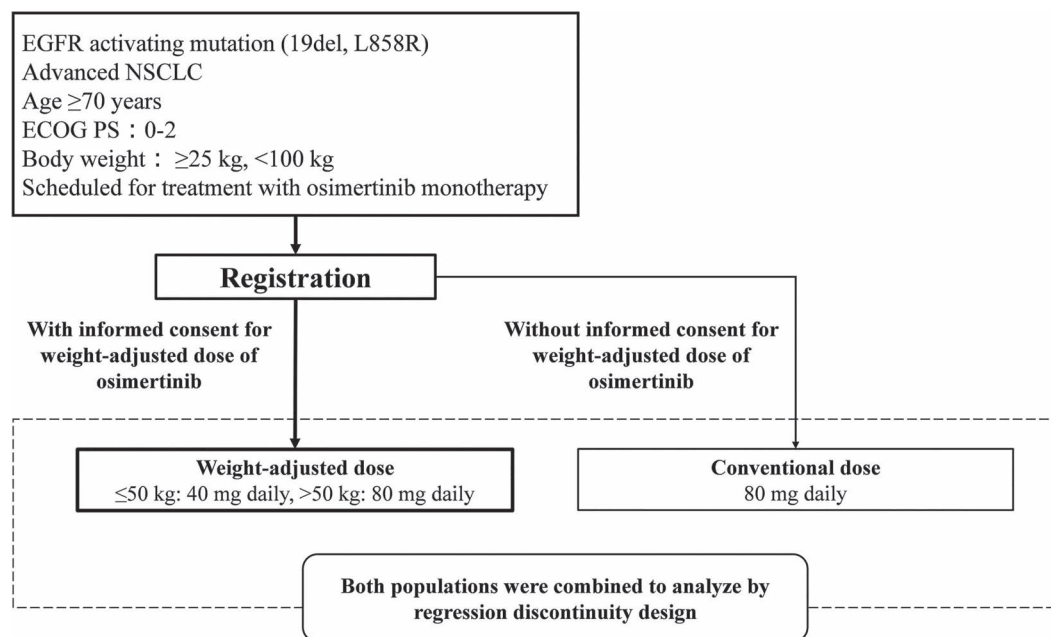 EGFR activating mutation (19del, L858R)
Advanced NSCLC
Age ≥70 years
ECOG PS：0-2
Body weight： ≥25 kg, <100 kg
Scheduled for treatment with osimertinib monotherapy
Registration
With informed consent for
weight-adjusted dose of
osimertinib
Without informed consent for
weight-adjusted dose of
osimertinib
Weight-adjusted dose
≤50 kg: 40 mg daily, >50 kg: 80 mg daily
Conventional dose
80 mg daily
Both populations were combined to analyze by
regression discontinuity design